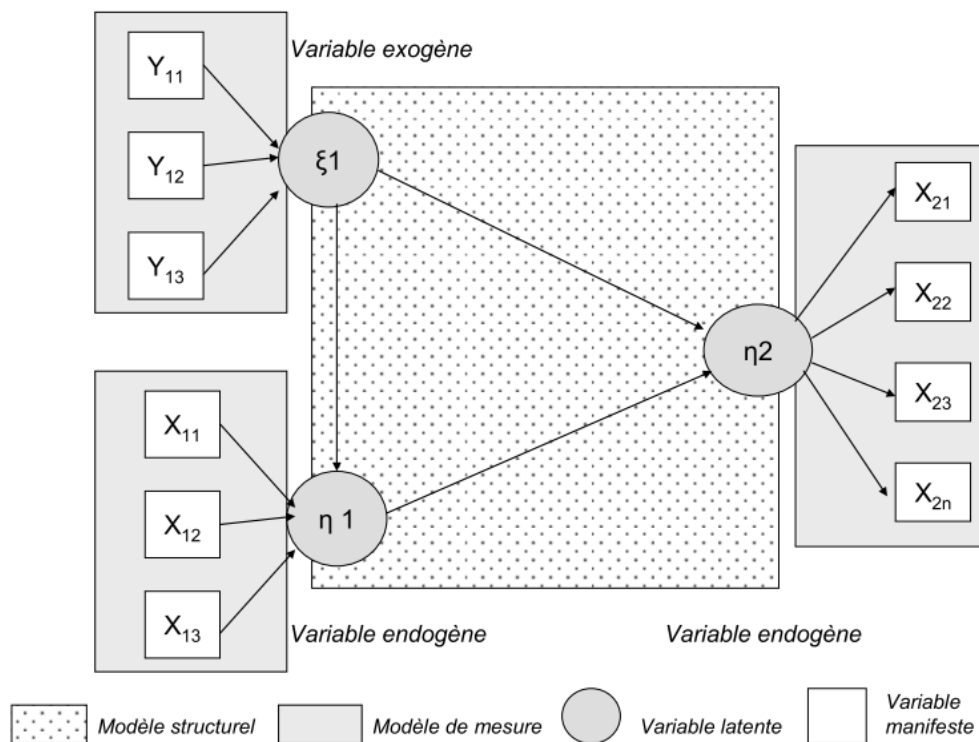 Variable exogène
Y11
Y12
Y13
ξ1
X21
X22
X23
X2n
η2
X11
X12
X13
η 1
Variable endogène
Variable endogène
Modèle structurel
Modèle de mesure
Variable latente
Variable
manifeste